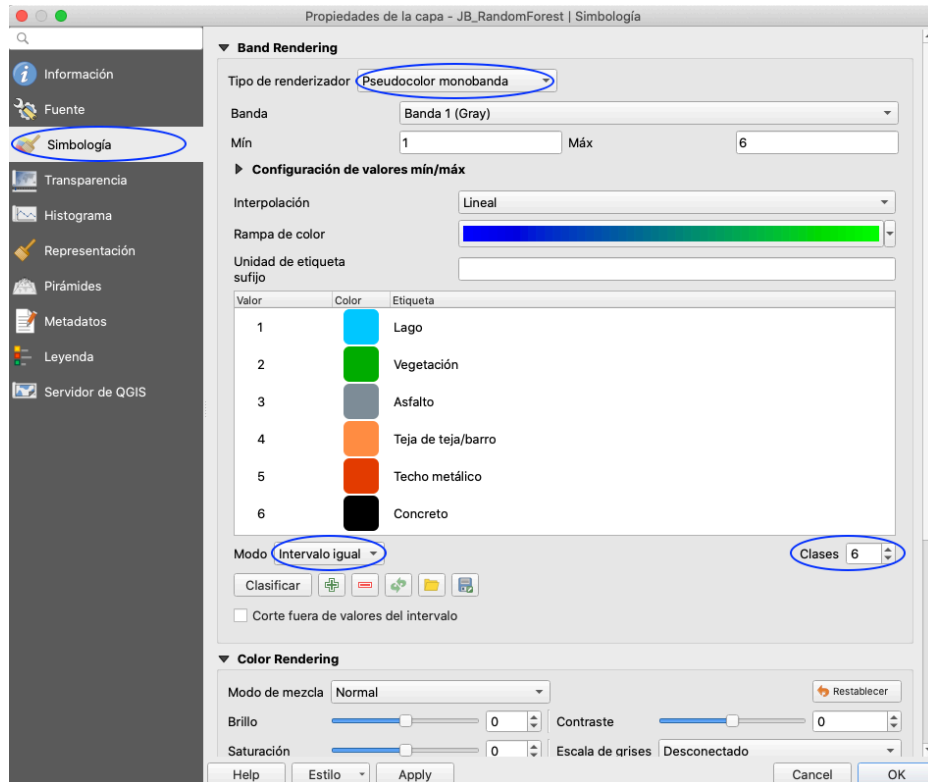 Propiedades de la capa - JB_RandomForest | Simbología
Información
Fuente
Simbología
Transparencia
Histograma
Representación
Pirámides
Metadatos
Leyenda
Servidor de QGIS
Band Rendering
Tipo de renderizador Pseudocolor monobanda
Banda Banda 1 (Gray)
Mín 1 Máx 6
Configuración de valores mín/máx
Interpolación Lineal
Rampa de color
Unidad de etiqueta
sufijo
Valor Color Etiqueta
1 Lago
2 Vegetación
3 Asfalto
4 Teja de teja/barro
5 Techo metálico
6 Concreto
Modo Intervalo igual Clases 6
Clasificar
Corte fuera de valores del intervalo
Color Rendering
Modo de mezcla Normal Restablecer
Brillo 0 Contraste 0
Saturación 0 Escala de grises Desconectado
Help Estilo Apply Cancel OK